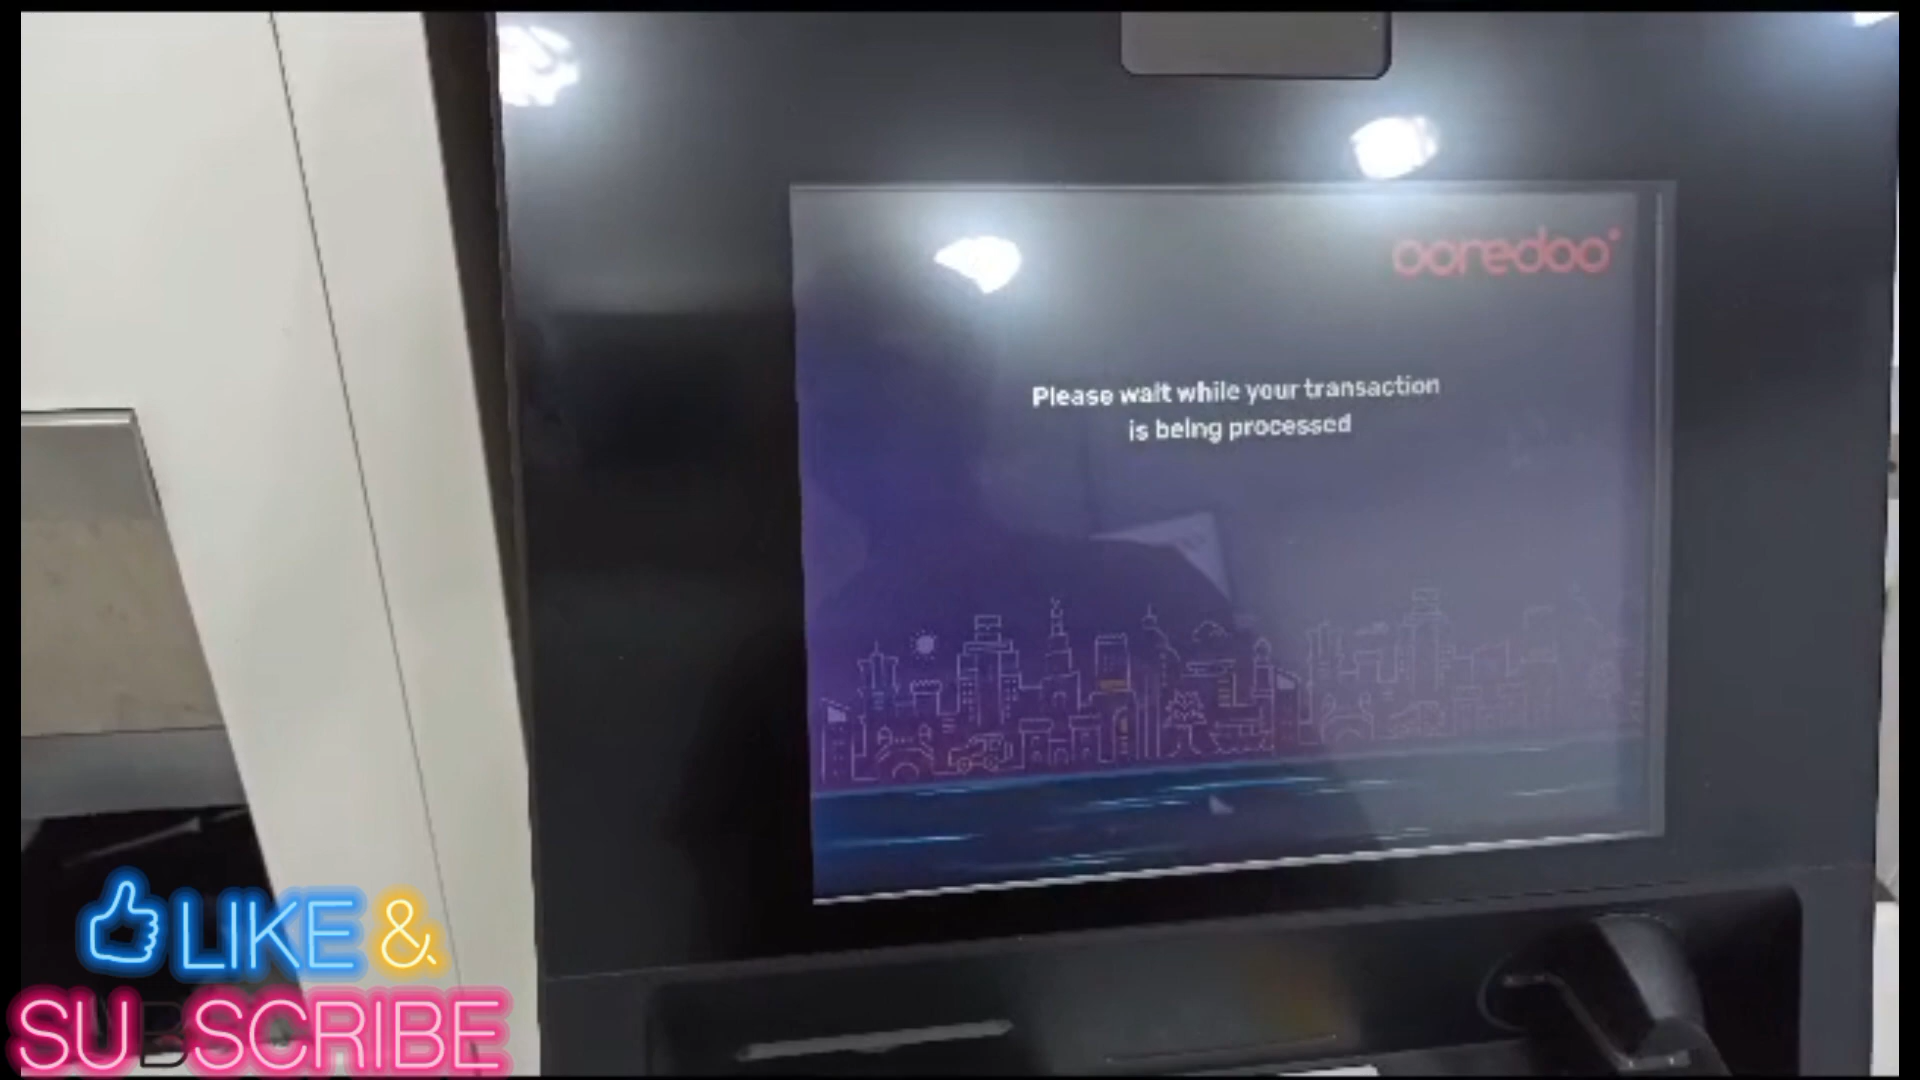 ooredoo
Please wait while your transaction
is being processed
LIKE &
SUBSCRIBE